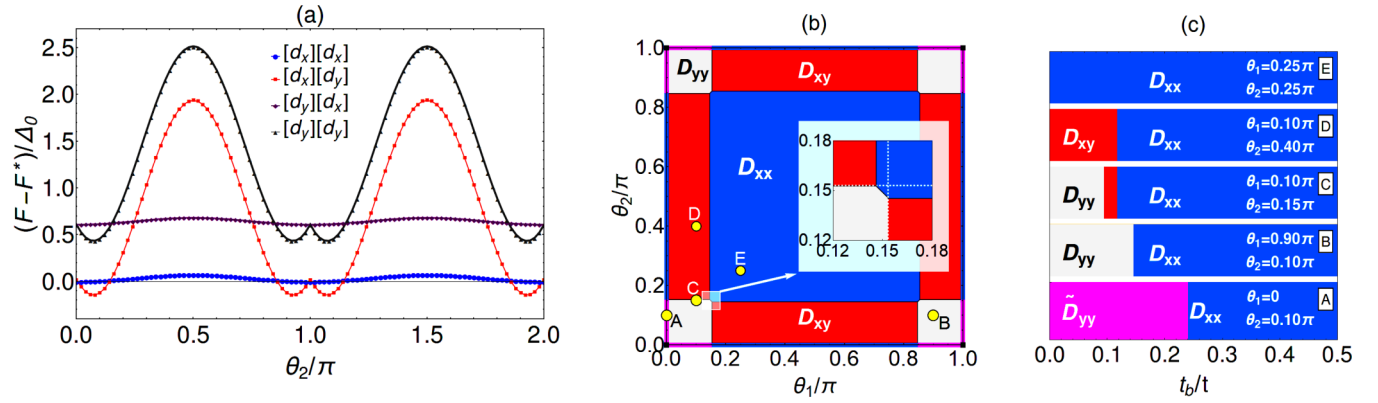 (a)
(F−F*)/Δ0
2.5
2.0
1.5
1.0
0.5
0.0
[dx][dx]
[dx][dy]
[dy][dx]
[dy][dy]
0.0 0.5 1.0 1.5 2.0
θ2/π
(b)
θ2/π
1.0
0.8
0.6
0.4
0.2
0.0
Dyy
Dxy
Dxx
0.18
0.15
0.12
0.12 0.15 0.18
D
E
C
A
Dxy
B
0.0 0.2 0.4 0.6 0.8 1.0
θ1/π
(c)
Dxx
θ1=0.25π E
θ2=0.25π
Dxy Dxx
θ1=0.10π D
θ2=0.40π
Dyy Dxx
θ1=0.10π C
θ2=0.15π
Dyy Dxx
θ1=0.90π B
θ2=0.10π
D̃yy Dxx
θ1=0 A
θ2=0.10π
0.0 0.1 0.2 0.3 0.4 0.5
tb/t